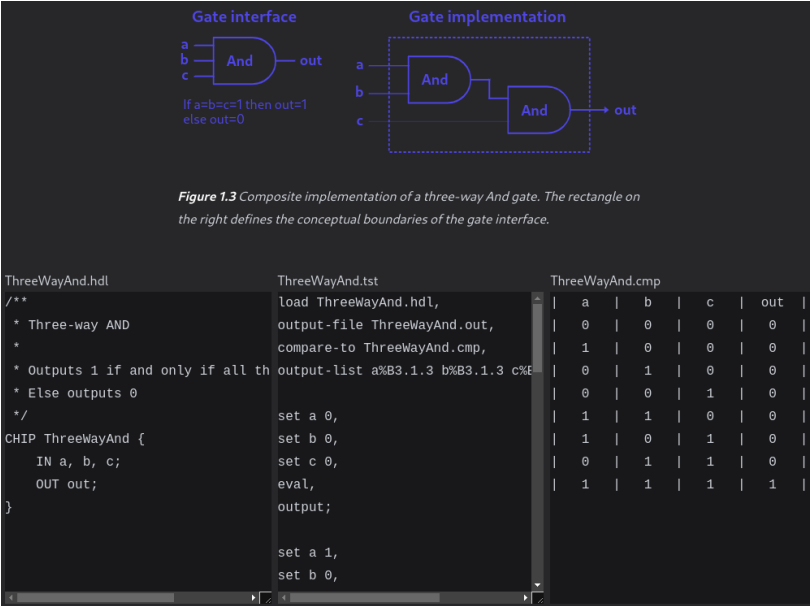 Gate interface
Gate implementation
a
b
c
And
out
If a=b=c=1 then out=1
else out=0
a
b
c
And
And
out
Figure 1.3 Composite implementation of a three-way And gate. The rectangle on
the right defines the conceptual boundaries of the gate interface.
ThreeWayAnd.hdl
/**
 * Three-way AND
 *
 * Outputs 1 if and only if all th
 * Else outputs 0
 */
CHIP ThreeWayAnd {
    IN a, b, c;
    OUT out;
}
ThreeWayAnd.tst
load ThreeWayAnd.hdl,
output-file ThreeWayAnd.out,
compare-to ThreeWayAnd.cmp,
output-list a%B3.1.3 b%B3.1.3 c%B
set a 0,
set b 0,
set c 0,
eval,
output;
set a 1,
set b 0,
ThreeWayAnd.cmp
|   a   |   b   |   c   |  out  |
|   0   |   0   |   0   |   0   |
|   1   |   0   |   0   |   0   |
|   0   |   1   |   0   |   0   |
|   0   |   0   |   1   |   0   |
|   1   |   1   |   0   |   0   |
|   1   |   0   |   1   |   0   |
|   0   |   1   |   1   |   0   |
|   1   |   1   |   1   |   1   |